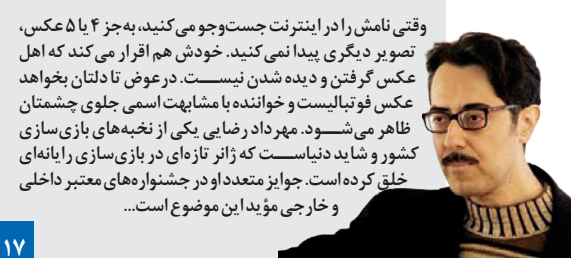 وقتی نامش را در اینترنت جست‌وجو می‌کنید، به‌جز ۴ یا ۵ عکس،
تصویر دیگری پیدا نمی‌کنید. خودش هم اقرار می‌کند که اهل
عکس گرفتن و دیده شدن نیست. درعوض تا دلتان بخواهد
عکس فوتبالیست و خواننده با مشابهت اسمی جلوی چشمتان
ظاهر می‌شود. مهرداد رضایی یکی از نخبه‌های بازی‌سازی
کشور و شاید دنیاست که ژانر تازه‌ای در بازی‌سازی رایانه‌ای
خلق کرده است. جوایز متعدد او در جشنواره‌های معتبر داخلی
و خارجی مؤید این موضوع است...
۱۷